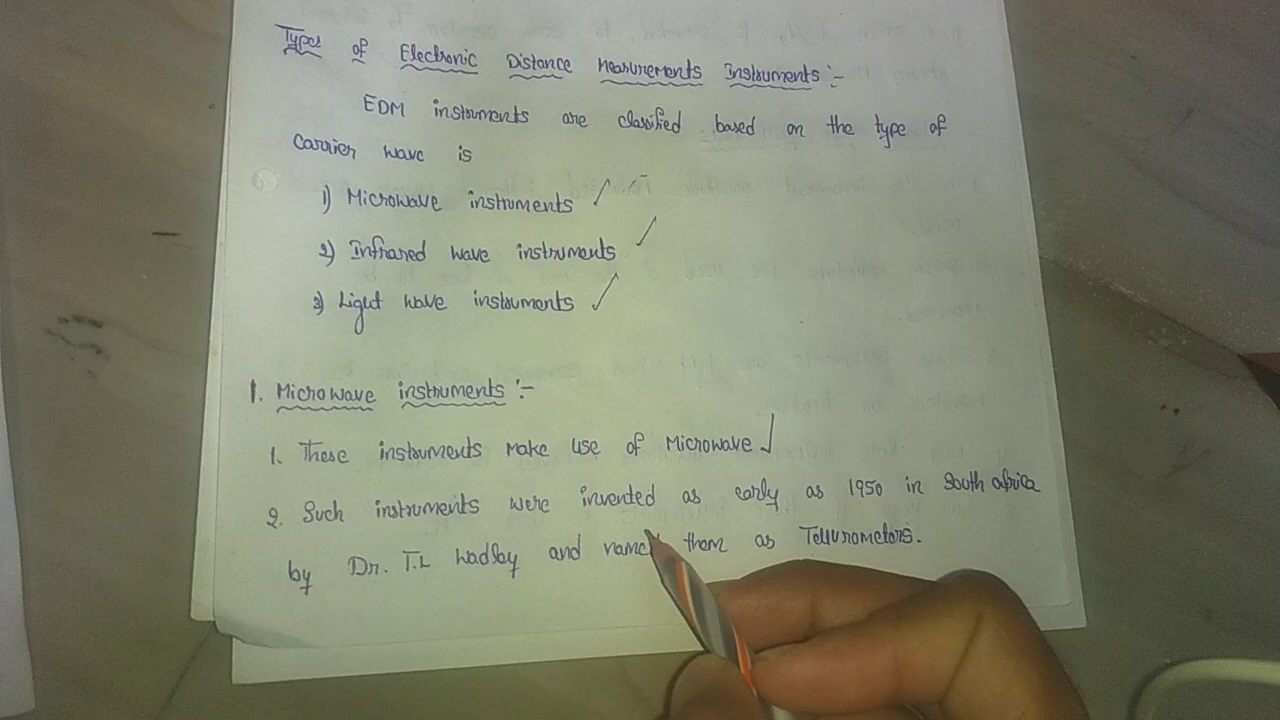 Types of Electronic Distance Measurements Instruments :-
EDM instruments are classified based on the type of
Carrier wave is
1) Microwave instruments
2) Infrared wave instruments
3) Light wave instruments
1. Microwave instruments :-
1. These instruments make use of Microwave
2. Such instruments were invented as early as 1950 in South africa
by Dr. T.L wadley and name them as Tellurometors.